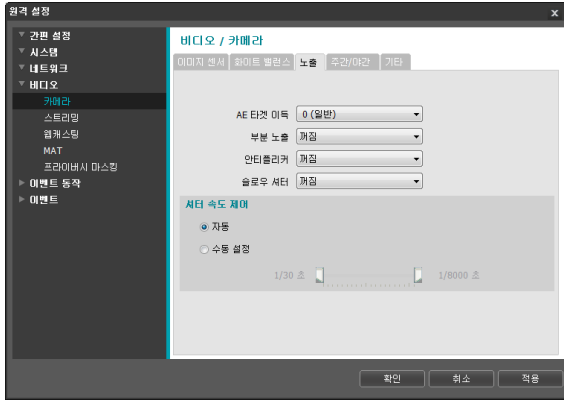 원격 설정
x
간편 설정
시스템
네트워크
비디오
카메라
스트리밍
웹캐스팅
MAT
프라이버시 마스킹
이벤트 동작
이벤트
비디오 / 카메라
이미지 센서 화이트 밸런스 노출 주간/야간 기타
AE 타겟 이득 0 (일반)
부분 노출 꺼짐
안티플리커 꺼짐
슬로우 셔터 꺼짐
셔터 속도 제어
자동
수동 설정
1/30 초 1/8000 초
확인 취소 적용